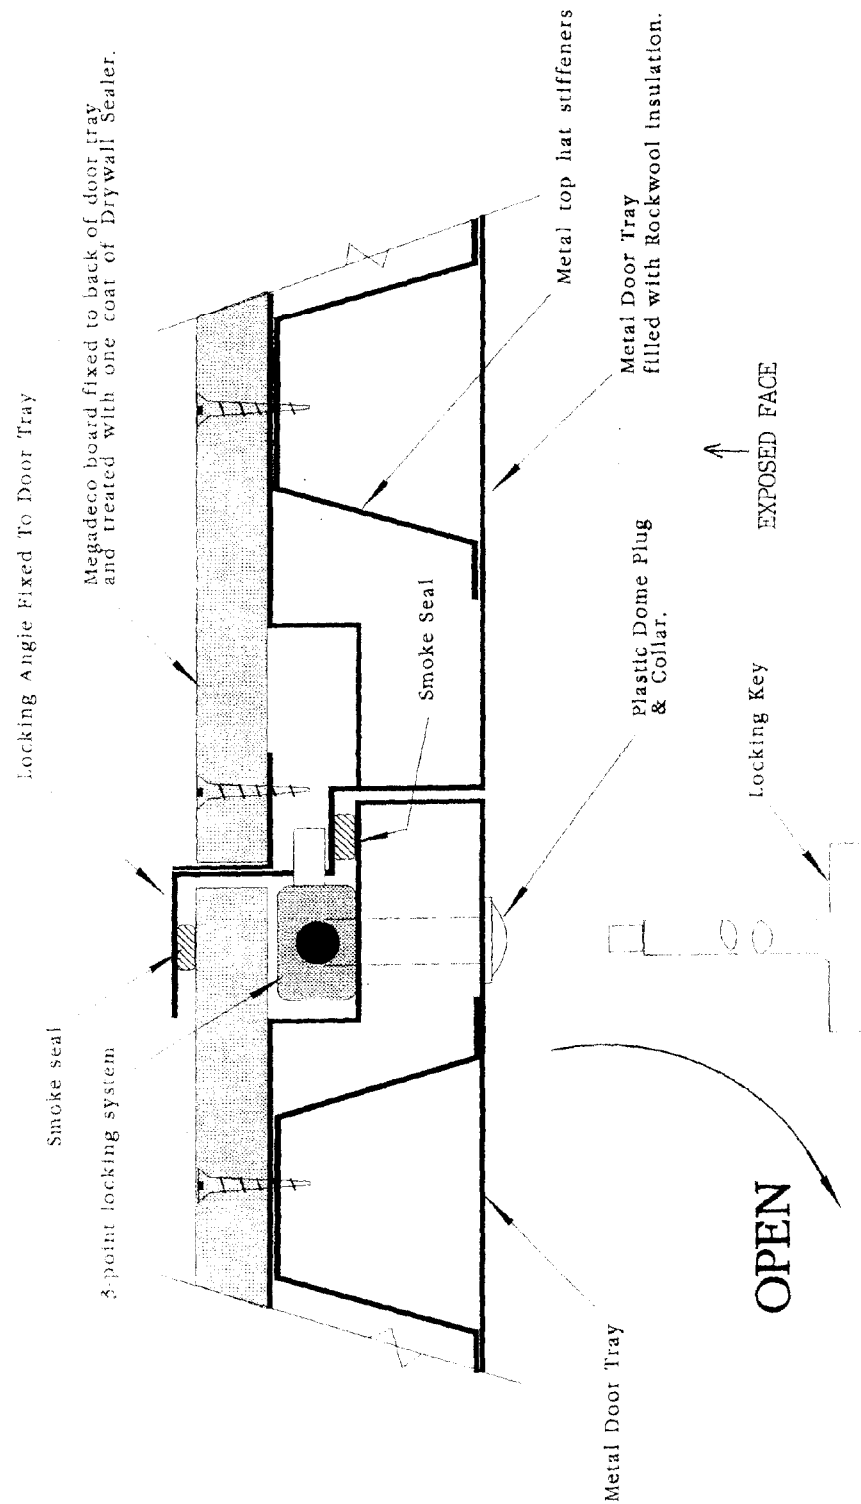 Locking Angle Fixed To Door Tray
Megadeco board fixed to back of door tray
and treated with one coat of Drywall Sealer.
Smoke seal
3-point locking system
Smoke Seal
Metal top hat stiffeners
Metal Door Tray
filled with Rockwool insulation.
Plastic Dome Plug
& Collar.
EXPOSED FACE
Locking Key
Metal Door Tray
OPEN